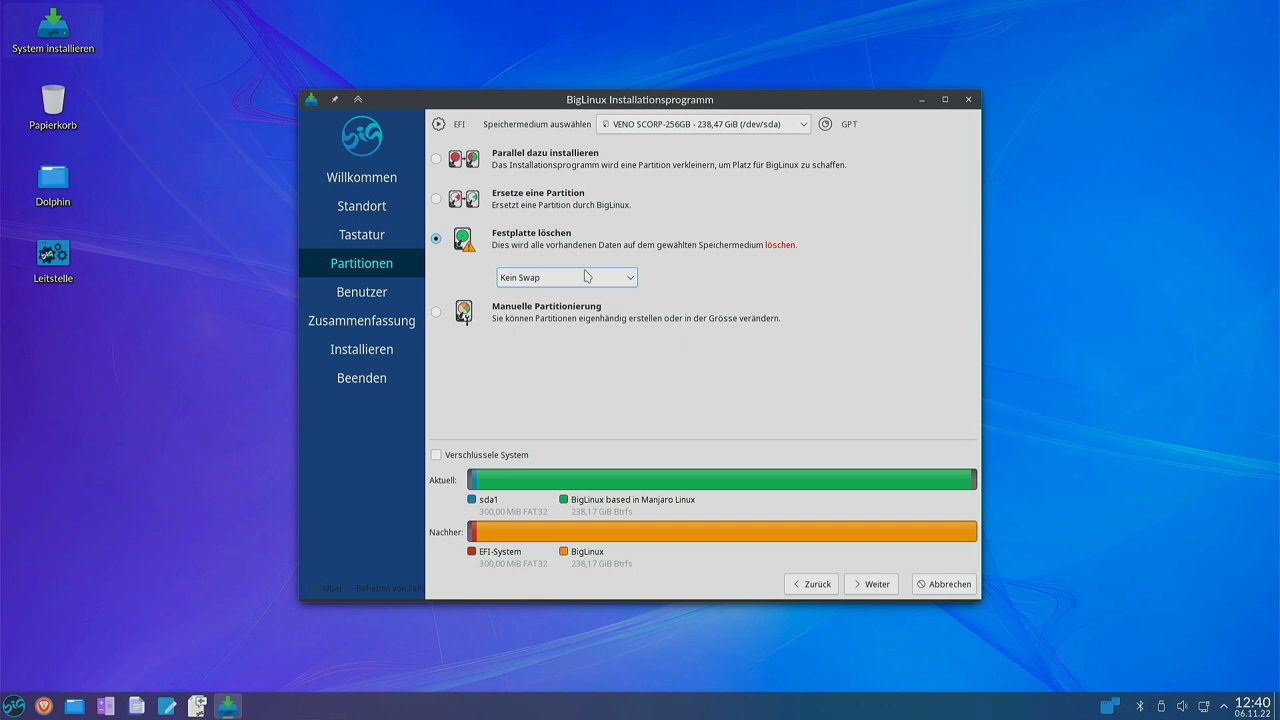 System installieren
Papierkorb
Dolphin
Leitstelle
BigLinux Installationsprogramm
BIG
Willkommen
Standort
Tastatur
Partitionen
Benutzer
Zusammenfassung
Installieren
Beenden
Über
EFI Speichermedium auswählen VENO SCORP-256GB - 238,47 GiB (/dev/sda) GPT
Parallel dazu installieren
Das Installationsprogramm wird eine Partition verkleinern, um Platz für BigLinux zu schaffen.
Ersetze eine Partition
Ersetzt eine Partition durch BigLinux.
Festplatte löschen
Dies wird alle vorhandenen Daten auf dem gewählten Speichermedium löschen.
Kein Swap
Manuelle Partitionierung
Sie können Partitionen eigenhändig erstellen oder in der Grösse verändern.
Verschlüssele System
Aktuell:
sda1 BigLinux based in Manjaro Linux
300,00 MiB FAT32 238,17 GiB Btrfs
Nachher:
EFI-System BigLinux
300,00 MiB FAT32 238,17 GiB Btrfs
Zurück Weiter Abbrechen
12:40
06.11.22